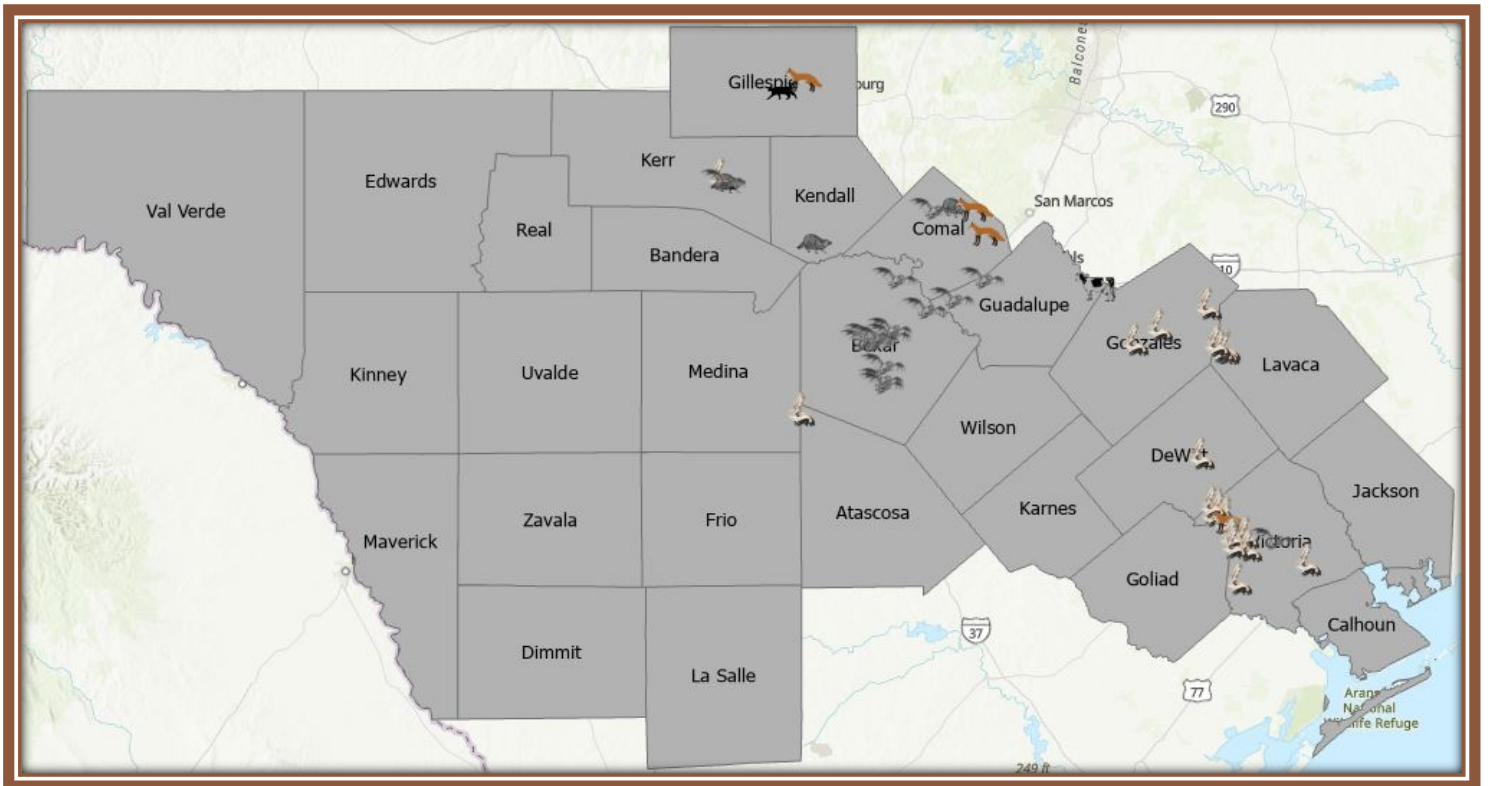 Balcones
Gillespie
burg
290
Kerr
Edwards
Kendall
San Marcos
Val Verde
Comal
Real
Bandera
10
Guadalupe
Bexar
Gonzales
Lavaca
Kinney
Uvalde
Medina
Wilson
DeWitt
Jackson
Karnes
Atascosa
Zavala
Frio
Maverick
Victoria
Goliad
Calhoun
37
Dimmit
La Salle
77
Aransas
National
Wildlife Refuge
249 ft